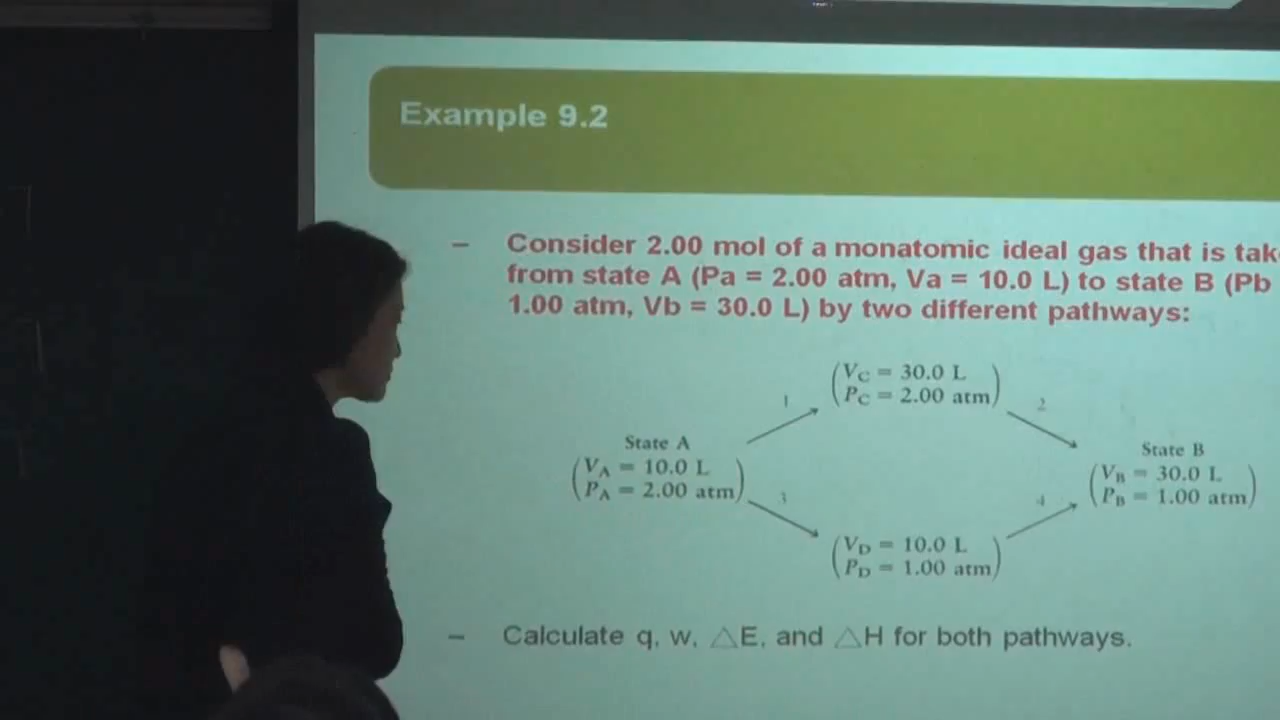 Example 9.2
– Consider 2.00 mol of a monatomic ideal gas that is tak
from state A (Pa = 2.00 atm, Va = 10.0 L) to state B (Pb
1.00 atm, Vb = 30.0 L) by two different pathways:
V_C = 30.0 L
P_C = 2.00 atm
1
2
State A
V_A = 10.0 L
P_A = 2.00 atm
State B
V_B = 30.0 L
P_B = 1.00 atm
3
4
V_D = 10.0 L
P_D = 1.00 atm
– Calculate q, w, △E, and △H for both pathways.